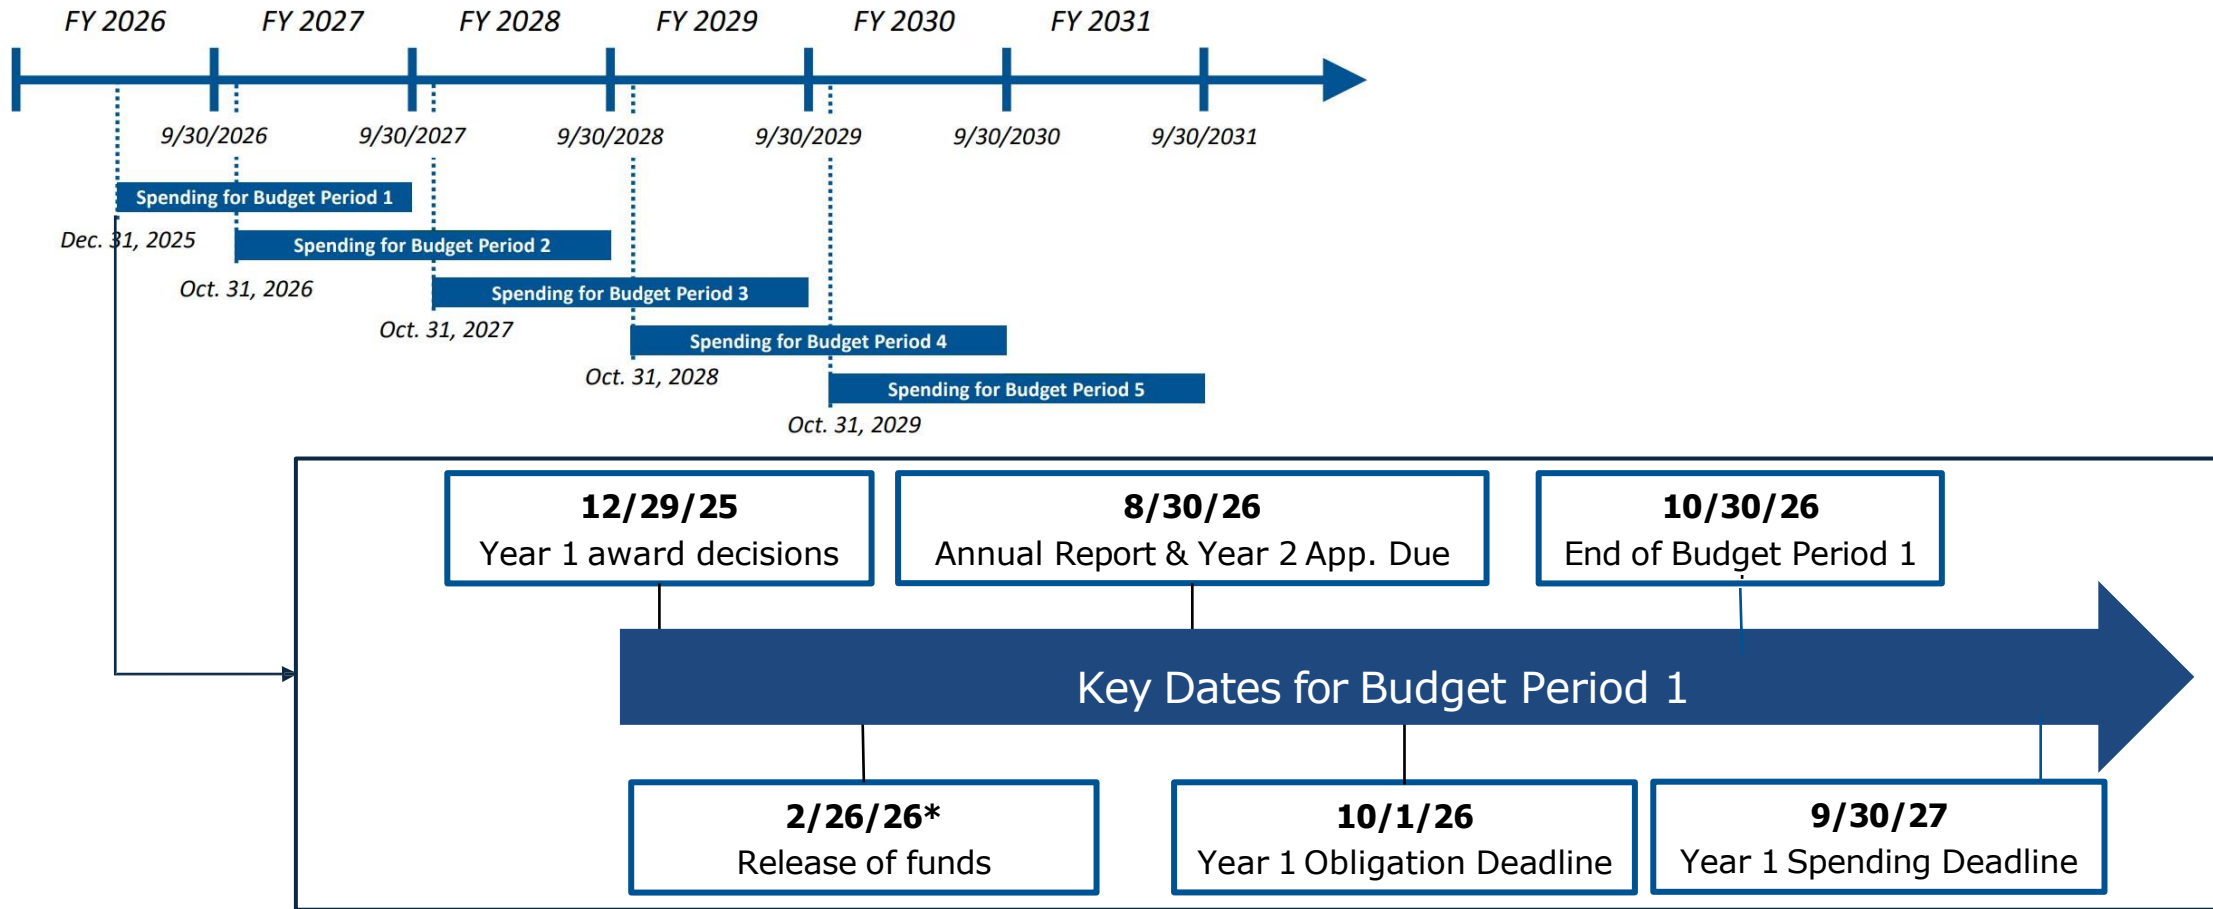 FY 2026 FY 2027 FY 2028 FY 2029 FY 2030 FY 2031
9/30/2026 9/30/2027 9/30/2028 9/30/2029 9/30/2030 9/30/2031
Spending for Budget Period 1
Dec. 31, 2025
Spending for Budget Period 2
Oct. 31, 2026
Spending for Budget Period 3
Oct. 31, 2027
Spending for Budget Period 4
Oct. 31, 2028
Spending for Budget Period 5
Oct. 31, 2029
12/29/25
Year 1 award decisions
8/30/26
Annual Report & Year 2 App. Due
10/30/26
End of Budget Period 1
Key Dates for Budget Period 1
2/26/26*
Release of funds
10/1/26
Year 1 Obligation Deadline
9/30/27
Year 1 Spending Deadline